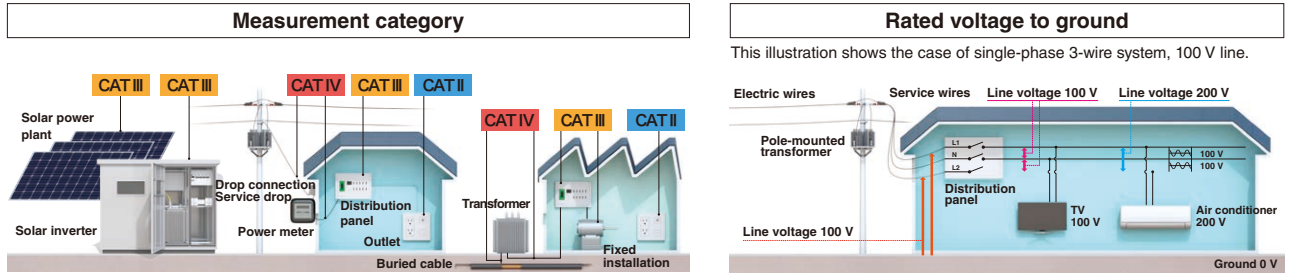 Measurement category
CAT III
CAT III
CAT IV
CAT III
CAT II
CAT IV
CAT III
CAT II
Solar power
plant
Solar inverter
Drop connection
Service drop
Power meter
Distribution
panel
Outlet
Transformer
Buried cable
Fixed
installation
Rated voltage to ground
This illustration shows the case of single-phase 3-wire system, 100 V line.
Electric wires
Service wires
Line voltage 100 V
Line voltage 200 V
Pole-mounted
transformer
L1
N
L2
100 V
100 V
Distribution
panel
TV
100 V
Air conditioner
200 V
Line voltage 100 V
Ground 0 V